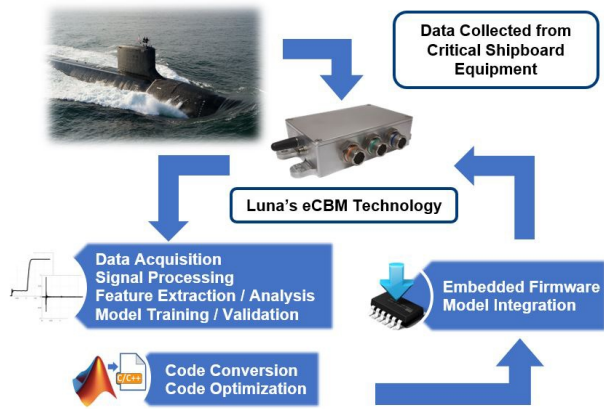 Data Collected from
Critical Shipboard
Equipment
Luna's eCBM Technology
Data Acquisition
Signal Processing
Feature Extraction / Analysis
Model Training / Validation
Embedded Firmware
Model Integration
C/C++
Code Conversion
Code Optimization